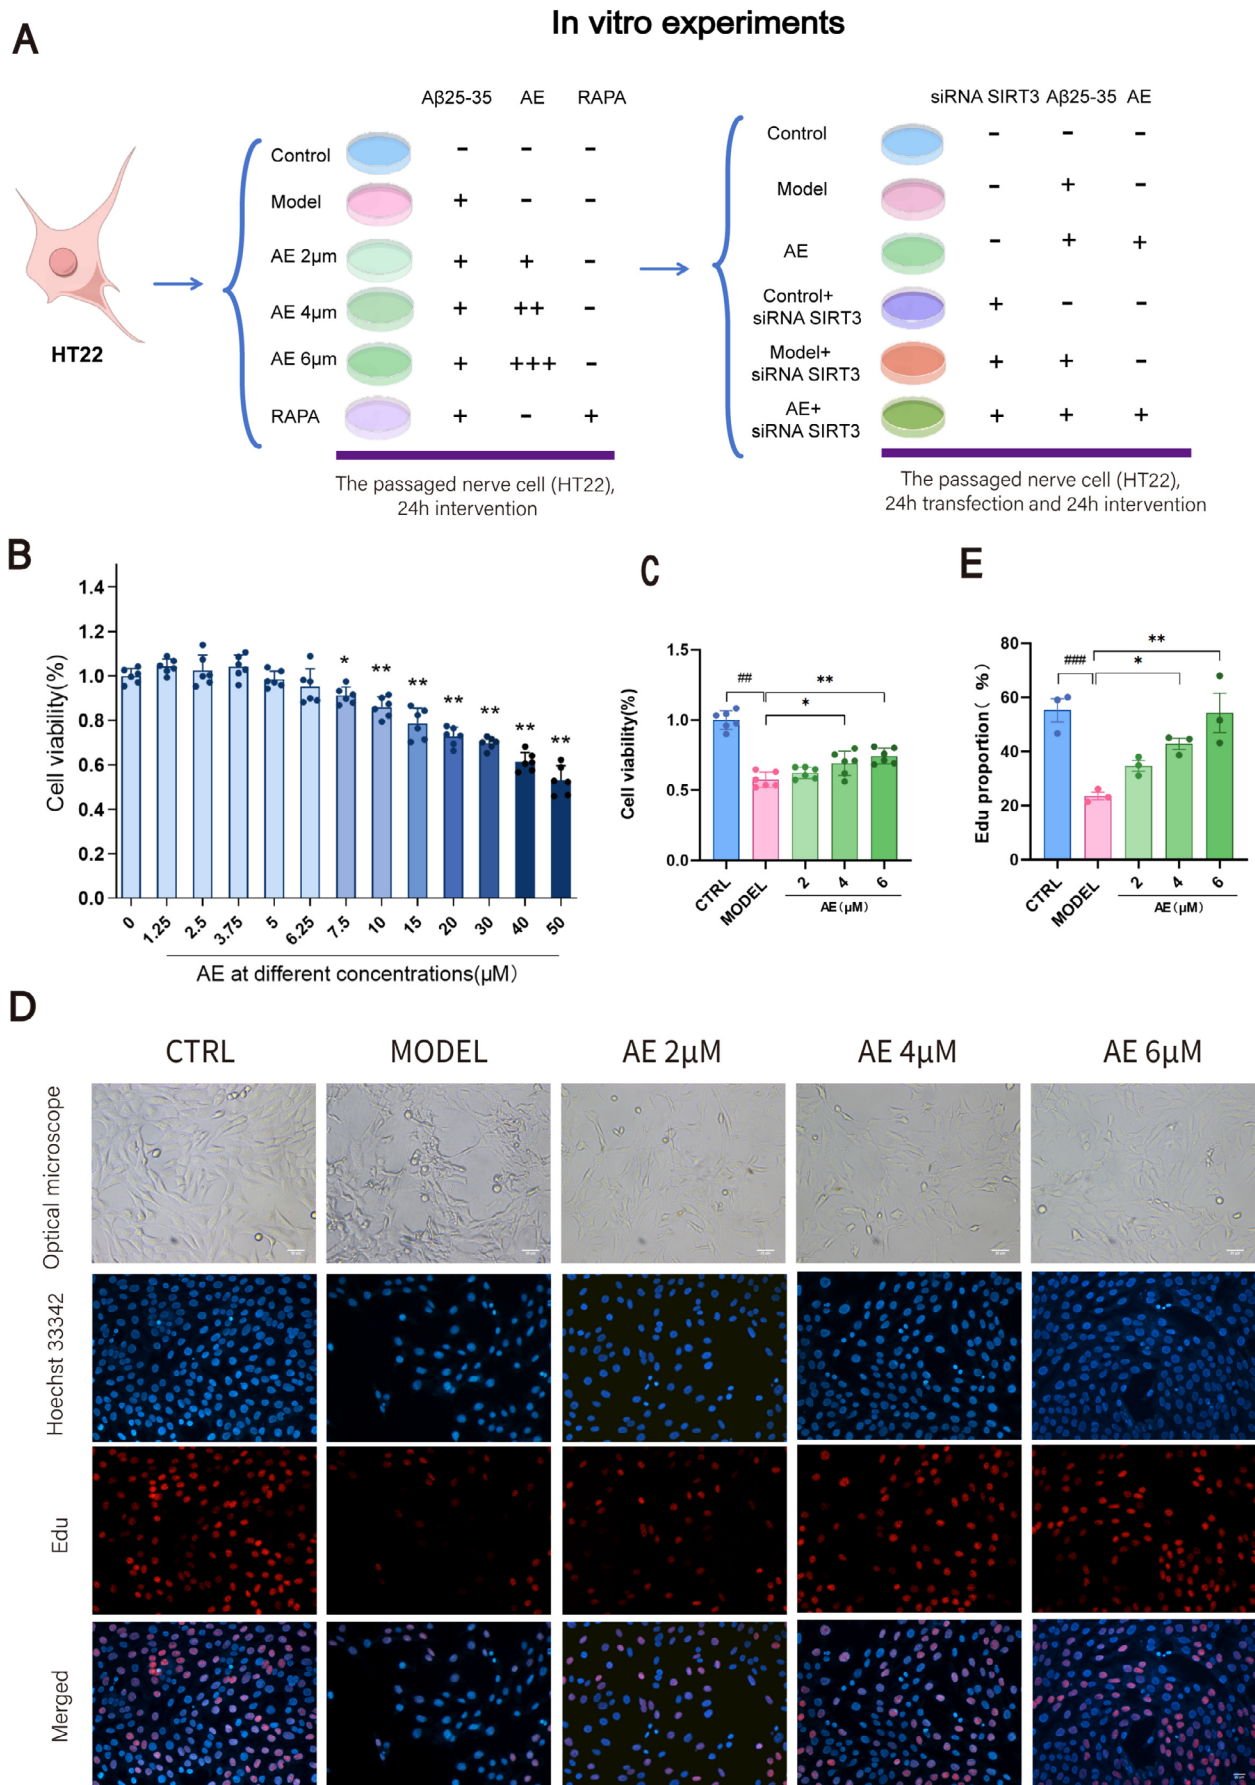 In vitro experiments
A
Aβ25-35 AE RAPA
Control - - -
Model + - -
AE 2μm + + -
AE 4μm + ++ -
AE 6μm + +++ -
RAPA + - +
HT22
The passaged nerve cell (HT22),
24h intervention
siRNA SIRT3 Aβ25-35 AE
Control - - -
Model - + -
AE - + +
Control+
siRNA SIRT3 + - -
Model+
siRNA SIRT3 + + -
AE+
siRNA SIRT3 + + +
The passaged nerve cell (HT22),
24h transfection and 24h intervention
B
Cell viability(%)
1.4
1.2
1.0
0.8
0.6
0.4
0.2
0.0
* ** ** ** ** ** **
0 1.25 2.5 3.75 5 6.25 7.5 10 15 20 30 40 50
AE at different concentrations(μM)
C
Cell viability(%)
1.5
1.0
0.5
0.0
## ** *
CTRL MODEL 2 4 6
AE(μM)
E
Edu proportion( %)
80
60
40
20
0
### ** *
CTRL MODEL 2 4 6
AE(μM)
D
CTRL MODEL AE 2μM AE 4μM AE 6μM
Optical microscope
Hoechst 33342
Edu
Merged